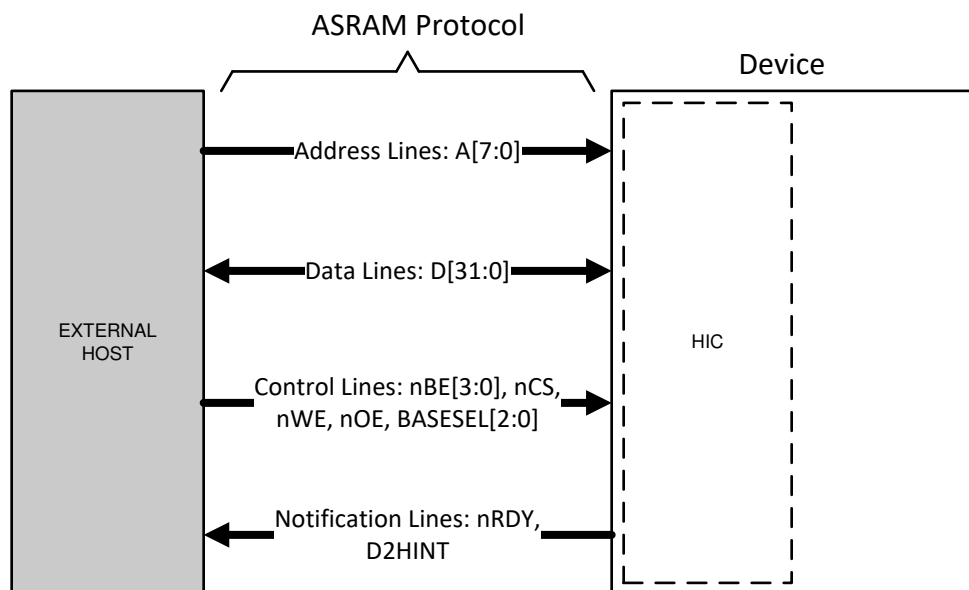 ASRAM Protocol
Device
Address Lines: A[7:0]
Data Lines: D[31:0]
EXTERNAL
HOST
HIC
Control Lines: nBE[3:0], nCS,
nWE, nOE, BASESEL[2:0]
Notification Lines: nRDY,
D2HINT